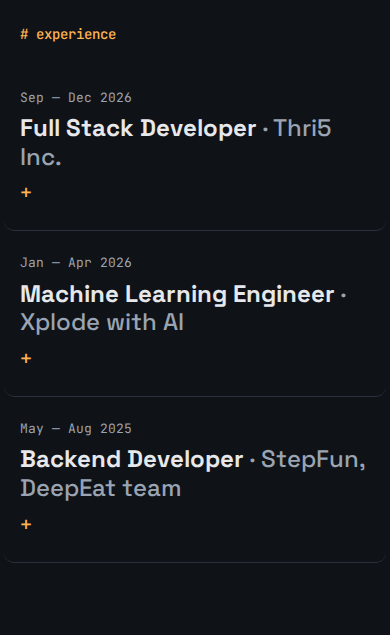 # experience
Sep — Dec 2026
Full Stack Developer · Thri5
Inc.
+
Jan — Apr 2026
Machine Learning Engineer ·
Xplode with AI
+
May — Aug 2025
Backend Developer · StepFun,
DeepEat team
+